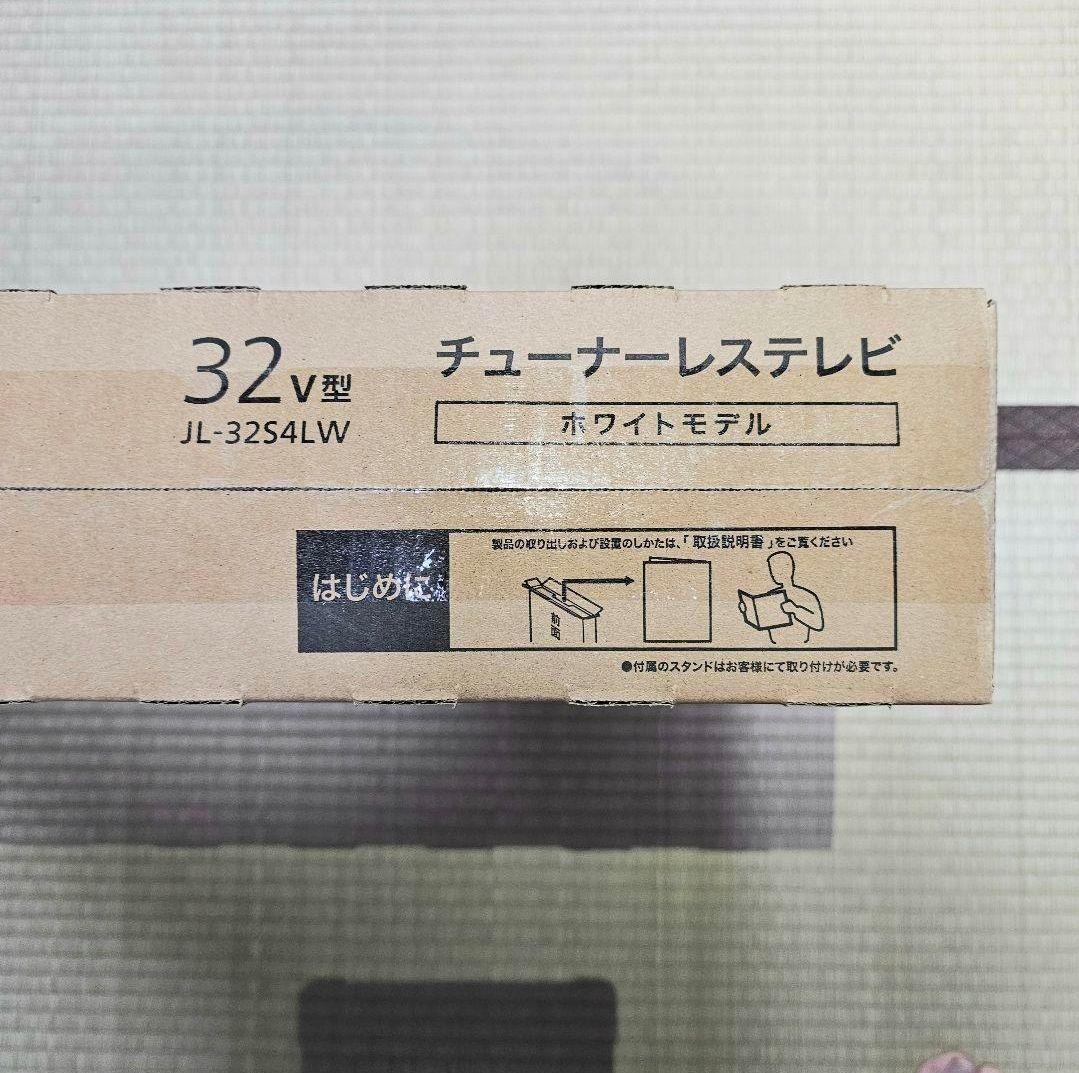 32V型
JL-32S4LW
チューナーレステレビ
ホワイトモデル
はじめに
製品の取り出しおよび設置のしかたは、「取扱説明書」をご覧ください
前面
●付属のスタンドはお客様にて取り付けが必要です。